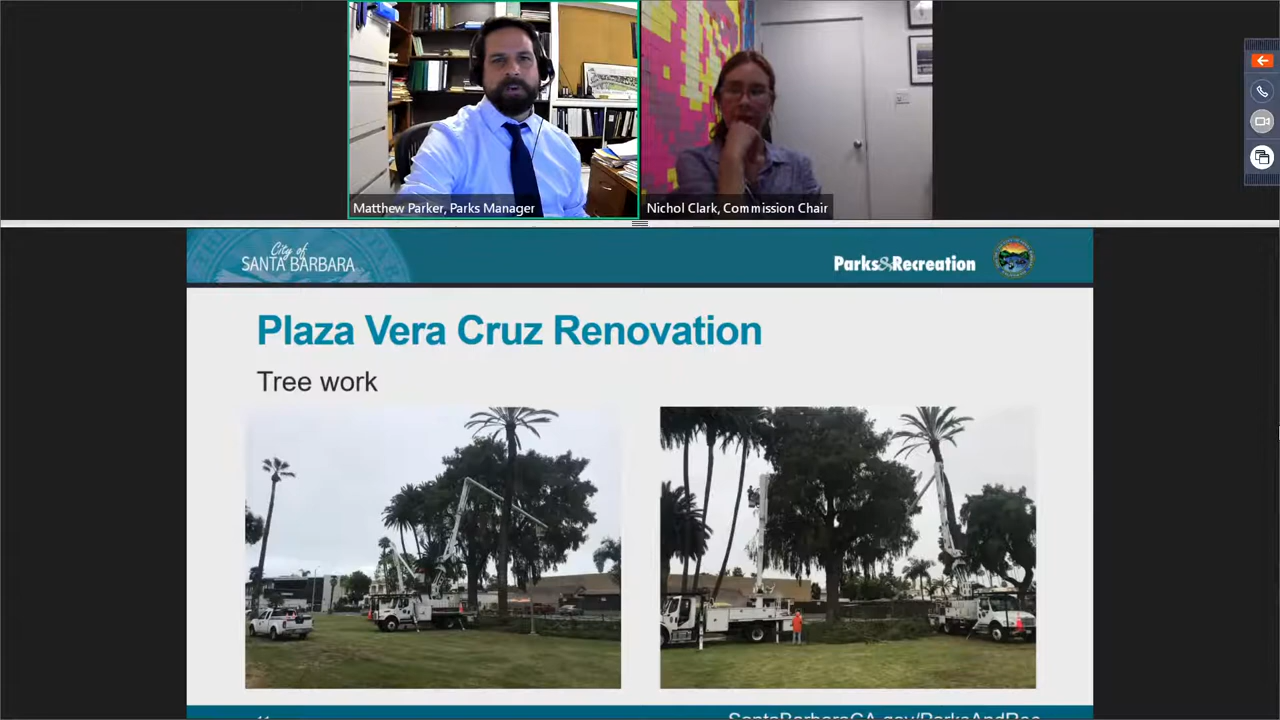 Matthew Parker, Parks Manager
Nichol Clark, Commission Chair
City of
SANTA BARBARA
Parks&Recreation
Plaza Vera Cruz Renovation
Tree work
SantaBarbaraCA.gov/ParksAndRec